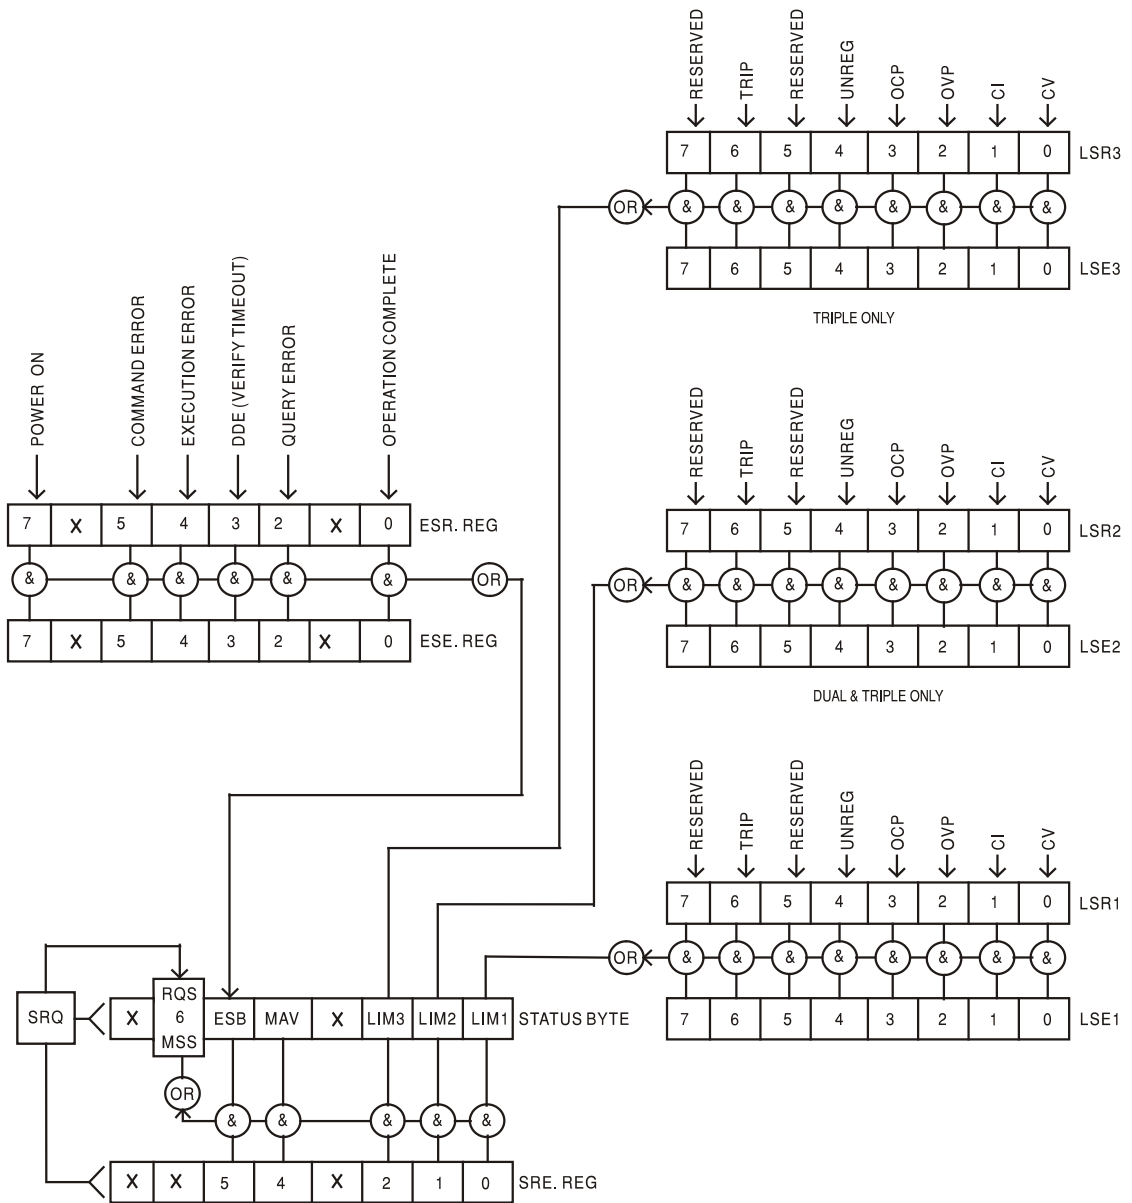 RESERVED TRIP RESERVED UNREG OCP OVP CI CV
7 6 5 4 3 2 1 0 LSR3
OR & & & & & & & &
7 6 5 4 3 2 1 0 LSE3
TRIPLE ONLY
POWER ON COMMAND ERROR EXECUTION ERROR DDE (VERIFY TIMEOUT) QUERY ERROR OPERATION COMPLETE
7 X 5 4 3 2 X 0 ESR. REG
& & & & & & OR
7 X 5 4 3 2 X 0 ESE. REG
RESERVED TRIP RESERVED UNREG OCP OVP CI CV
7 6 5 4 3 2 1 0 LSR2
OR & & & & & & & &
7 6 5 4 3 2 1 0 LSE2
DUAL & TRIPLE ONLY
RESERVED TRIP RESERVED UNREG OCP OVP CI CV
7 6 5 4 3 2 1 0 LSR1
OR & & & & & & & &
7 6 5 4 3 2 1 0 LSE1
SRQ X RQS 6 MSS ESB MAV X LIM3 LIM2 LIM1 STATUS BYTE
OR & & & & &
X X 5 4 X 2 1 0 SRE. REG